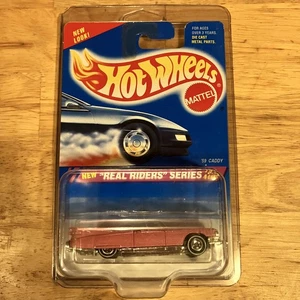 NEW
LOOK!
FOR AGES
OVER 3 YEARS.
DIE CAST
METAL PARTS.
HOT WHEELS
MATTEL
'59 CADDY
NEW "REAL RIDERS" SERIES